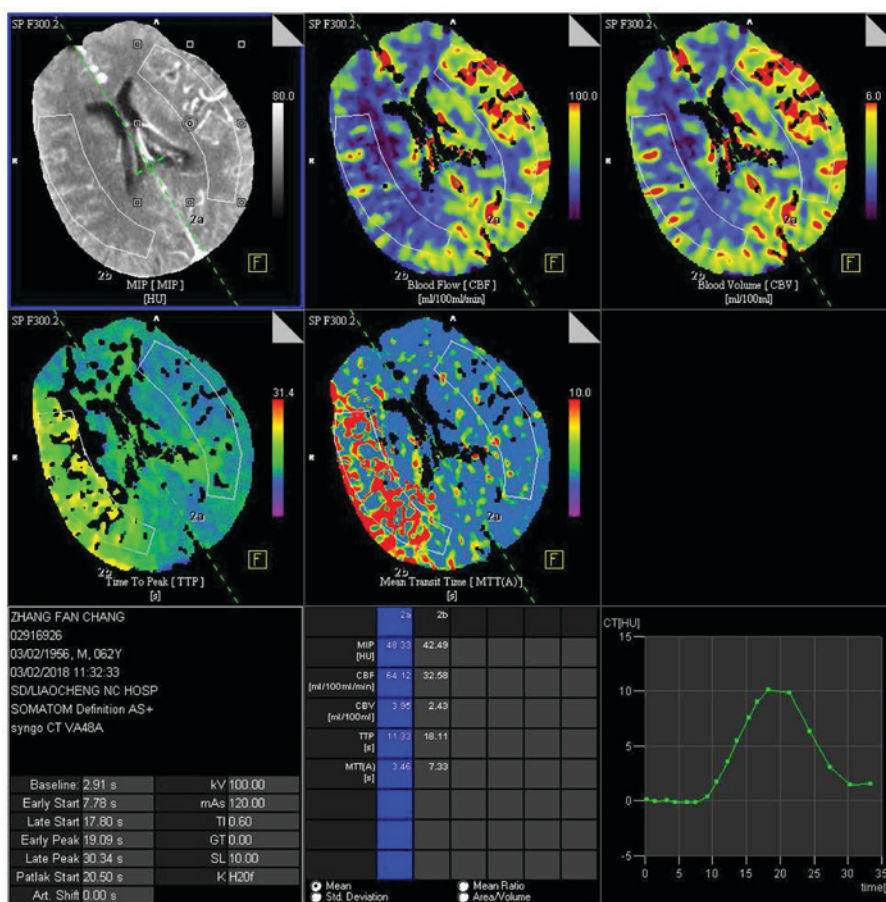 SP F300.2
A
80.0
R
2a
2b
F
MIP [ MIP ]
[HU]
SP F300.2
A
100.0
R
2a
2b
F
Blood Flow [ CBF ]
[ml/100ml/min]
SP F300.2
A
6.0
R
2a
2b
F
Blood Volume [ CBV ]
[ml/100ml]
SP F300.2
A
31.4
R
2a
2b
F
Time To Peak [ TTP ]
[s]
SP F300.2
A
10.0
R
2a
2b
F
Mean Transit Time [ MTT(A) ]
[s]
ZHANG FAN CHANG
02916926
03/02/1956, M, 062Y
03/02/2018 11:32:33
SD/LIAOCHENG NC HOSP
SOMATOM Definition AS+
syngo CT VA48A
Baseline: 2.91 s kV 100.00
Early Start 7.78 s mAs 120.00
Late Start 17.80 s TI 0.60
Early Peak 19.09 s GT 0.00
Late Peak 30.34 s SL 10.00
Patlak Start 20.50 s K H20f
Art. Shift 0.00 s
2a 2b
MIP [HU] 48.33 42.49
CBF [ml/100ml/min] 64.12 32.58
CBV [ml/100ml] 3.95 2.43
TTP [s] 11.33 18.11
MTT(A) [s] 3.46 7.33
Mean Mean Ratio
Std. Deviation Area/Volume
CT[HU]
15
10
5
0
-5
0 5 10 15 20 25 30 35
time[